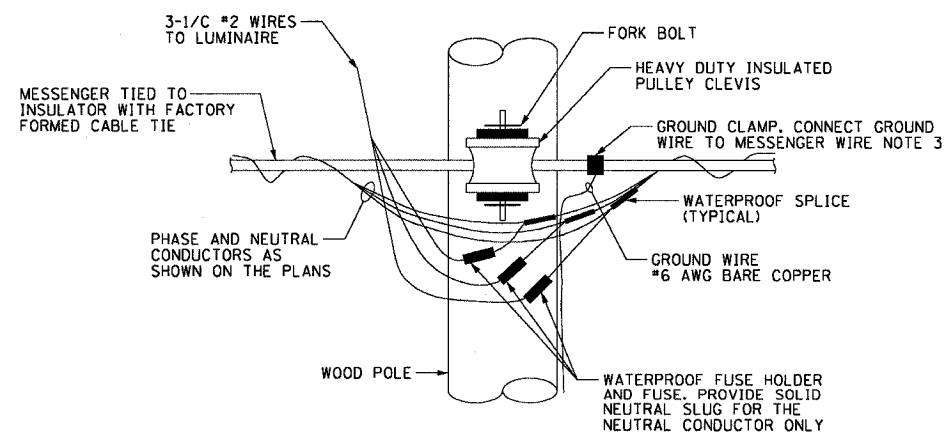 3-1/C #2 WIRES
TO LUMINAIRE
FORK BOLT
HEAVY DUTY INSULATED
PULLEY CLEVIS
MESSENGER TIED TO
INSULATOR WITH FACTORY
FORMED CABLE TIE
GROUND CLAMP. CONNECT GROUND
WIRE TO MESSENGER WIRE NOTE 3
WATERPROOF SPLICE
(TYPICAL)
PHASE AND NEUTRAL
CONDUCTORS AS
SHOWN ON THE PLANS
GROUND WIRE
#6 AWG BARE COPPER
WOOD POLE
WATERPROOF FUSE HOLDER
AND FUSE. PROVIDE SOLID
NEUTRAL SLUG FOR THE
NEUTRAL CONDUCTOR ONLY